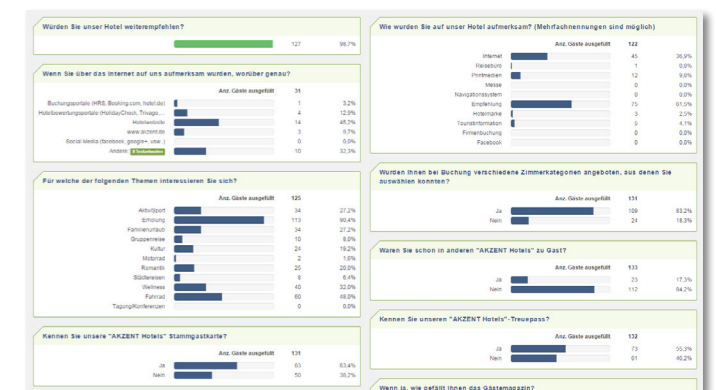 Würden Sie unser Hotel weiterempfehlen?
127 98,7%
Wenn Sie über das Internet auf uns aufmerksam wurden, worüber genau?
Anz. Gäste ausgefüllt 31
Buchungsportale (HRS, Booking.com, hotel.de) 1 3,2%
Hotelbewertungsportale (HolidayCheck, Trivago,... 4 12,9%
Hotelwebsite 14 45,2%
www.akzent.de 3 9,7%
Social Media (facebook, google+, usw..) 0 0,0%
Andere: 10 32,3%
Für welche der folgenden Themen interessieren Sie sich?
Anz. Gäste ausgefüllt 125
Aktiv/Sport 34 27,2%
Erholung 113 90,4%
Familienurlaub 34 27,2%
Gruppenreise 10 8,0%
Kultur 24 19,2%
Motorrad 2 1,6%
Romantik 25 20,0%
Städtereisen 8 6,4%
Wellness 40 32,0%
Fahrrad 60 48,0%
Tagung/Konferenzen 0 0,0%
Kennen Sie unsere "AKZENT Hotels" Stammgastkarte?
Anz. Gäste ausgefüllt 131
Ja 83 63,4%
Nein 50 38,2%
Wie wurden Sie auf unser Hotel aufmerksam? (Mehrfachnennungen sind möglich)
Anz. Gäste ausgefüllt 122
Internet 45 36,9%
Reisebüro 1 0,8%
Printmedien 12 9,8%
Messe 0 0,0%
Navigationssystem 0 0,0%
Empfehlung 75 61,5%
Hotelmarke 3 2,5%
Touristinformation 5 4,1%
Firmenbuchung 0 0,0%
Facebook 0 0,0%
Wurden Ihnen bei Buchung verschiedene Zimmerkategorien angeboten, aus denen Sie
auswählen konnten?
Anz. Gäste ausgefüllt 131
Ja 109 83,2%
Nein 24 18,3%
Waren Sie schon in anderen "AKZENT Hotels" zu Gast?
Anz. Gäste ausgefüllt 133
Ja 23 17,3%
Nein 112 84,2%
Kennen Sie unseren "AKZENT Hotels"-Treuepass?
Anz. Gäste ausgefüllt 132
Ja 73 55,3%
Nein 61 46,2%
Wenn ja, wie gefällt Ihnen das Gästemagazin?